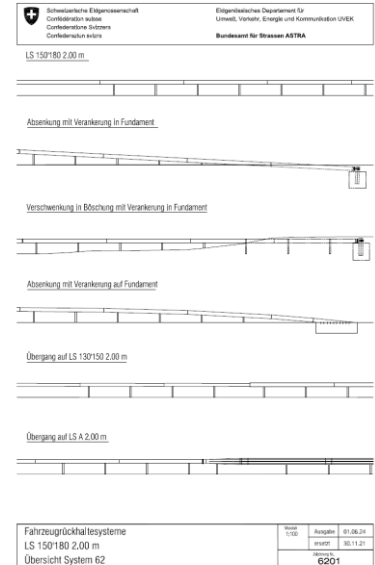 Schweizerische Eidgenossenschaft
Confédération suisse
Confederazione Svizzera
Confederaziun svizra
Eidgenössisches Departement für
Umwelt, Verkehr, Energie und Kommunikation UVEK
Bundesamt für Strassen ASTRA
LS 150*180 2.00 m
Absenkung mit Verankerung in Fundament
Verschwenkung in Böschung mit Verankerung in Fundament
Absenkung mit Verankerung auf Fundament
Übergang auf LS 130*150 2.00 m
Übergang auf LS A 2.00 m
Fahrzeugrückhaltesysteme
LS 150*180 2.00 m
Übersicht System 62
1:100
Ausgabe 01.06.24
ersetzt 30.11.21
6201